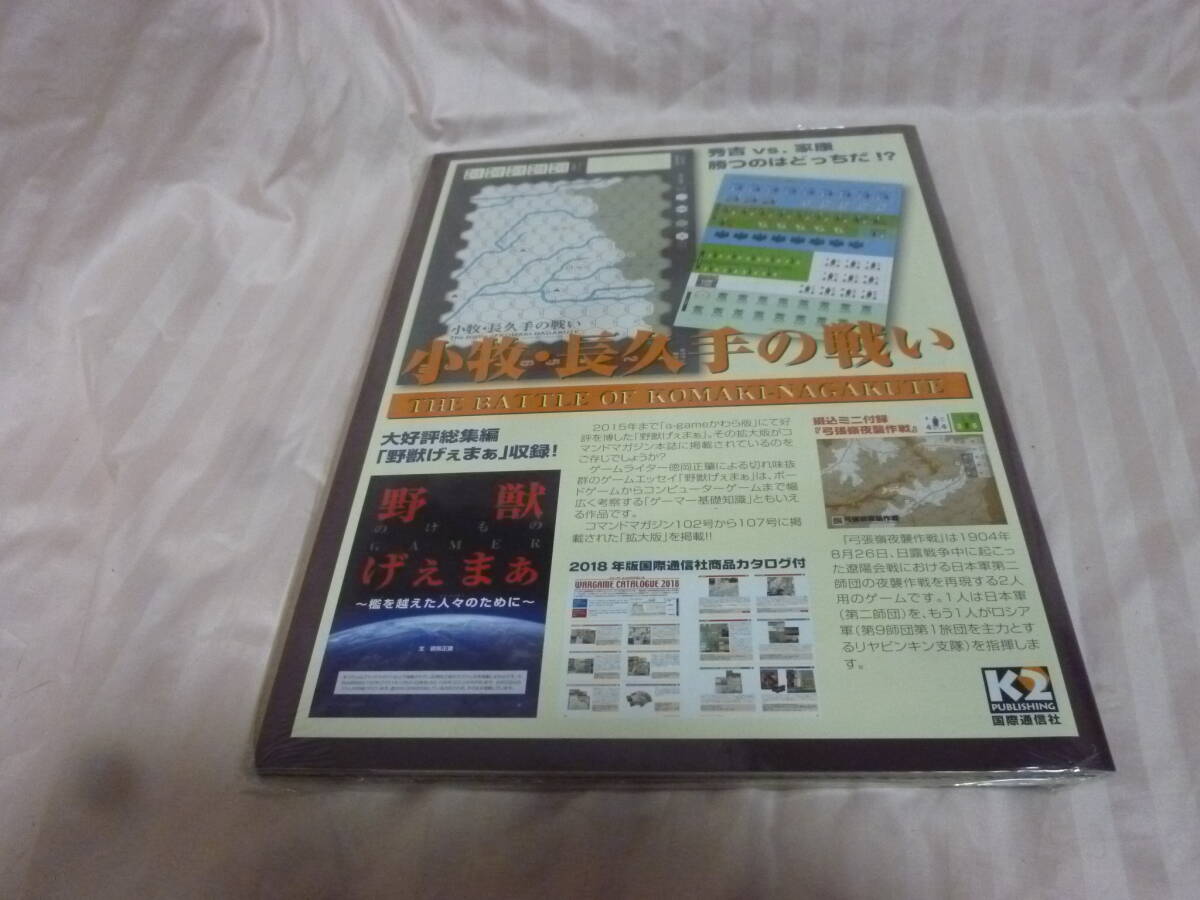 秀吉 vs. 家康
勝つのはどっちだ!?
小牧・長久手の戦い
小牧・長久手の戦い
THE BATTLE OF KOMAKI-NAGAKUTE
大好評総集編
「野獣げぇまぁ」収録!
野獣
のけもの
GAMER
げぇまぁ
～檻を越えた人々のために～
2015年まで「α-gameかわら版」にて好
評を博した「野獣げぇまぁ」。その拡大版がコ
マンドマガジン本誌に掲載されているのを
ご存じでしょうか?
ゲームライター徳岡正肇による切れ味抜
群のゲームエッセイ「野獣げぇまぁ」は、ボー
ドゲームからコンピューターゲームまで幅
広く考察する「ゲーマー基礎知識」ともいえ
る作品です。
コマンドマガジン102号から107号に掲
載された「拡大版」を掲載!!
2018年版国際通信社商品カタログ付
WARGAME CATALOGUE 2018
綴込ミニ付録
『弓張嶺夜襲作戦』
弓張嶺夜襲作戦
『弓張嶺夜襲作戦』は1904年
8月26日、日露戦争中に起こっ
た遼陽会戦における日本軍第二
師団の夜襲作戦を再現する2人
用のゲームです。1人は日本軍
(第二師団)を、もう1人がロシア
軍(第9師団第1旅団を主力とす
るリヤビンキン支隊)を指揮しま
す。
K2
PUBLISHING
国際通信社